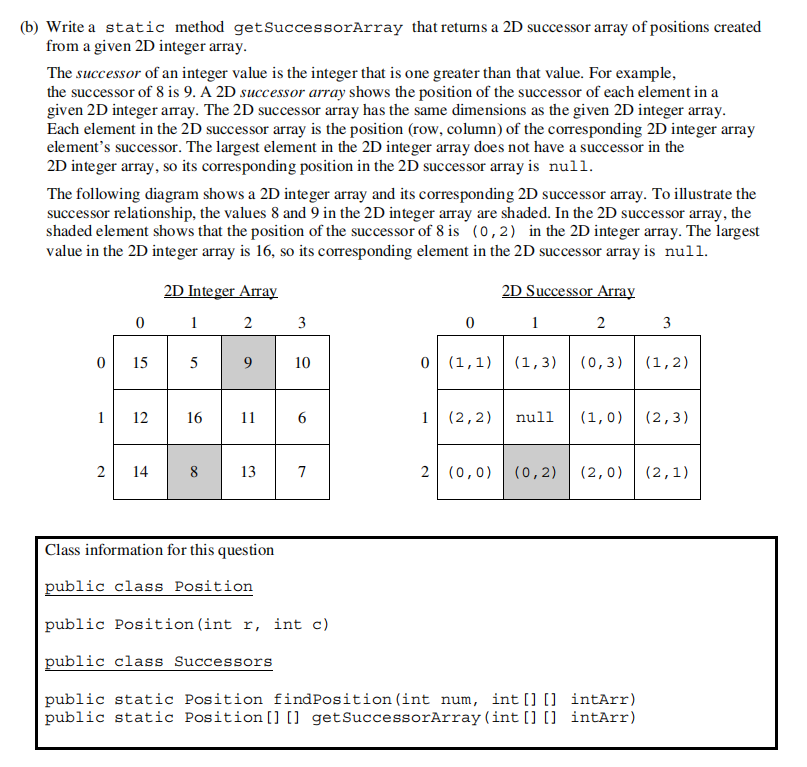 (b) Write a static method getSuccessorArray that returns a 2D successor array of positions created
from a given 2D integer array.
The successor of an integer value is the integer that is one greater than that value. For example,
the successor of 8 is 9. A 2D successor array shows the position of the successor of each element in a
given 2D integer array. The 2D successor array has the same dimensions as the given 2D integer array.
Each element in the 2D successor array is the position (row, column) of the corresponding 2D integer array
element's successor. The largest element in the 2D integer array does not have a successor in the
2D integer array, so its corresponding position in the 2D successor array is null.
The following diagram shows a 2D integer array and its corresponding 2D successor array. To illustrate the
successor relationship, the values 8 and 9 in the 2D integer array are shaded. In the 2D successor array, the
shaded element shows that the position of the successor of 8 is (0,2) in the 2D integer array. The largest
value in the 2D integer array is 16, so its corresponding element in the 2D successor array is null.
2D Integer Array
0 1 2 3
0 15 5 9 10
1 12 16 11 6
2 14 8 13 7
2D Successor Array
0 1 2 3
0 (1,1) (1,3) (0,3) (1,2)
1 (2,2) null (1,0) (2,3)
2 (0,0) (0,2) (2,0) (2,1)
Class information for this question
public class Position
public Position(int r, int c)
public class Successors
public static Position findPosition(int num, int[][] intArr)
public static Position[][] getSuccessorArray(int[][] intArr)